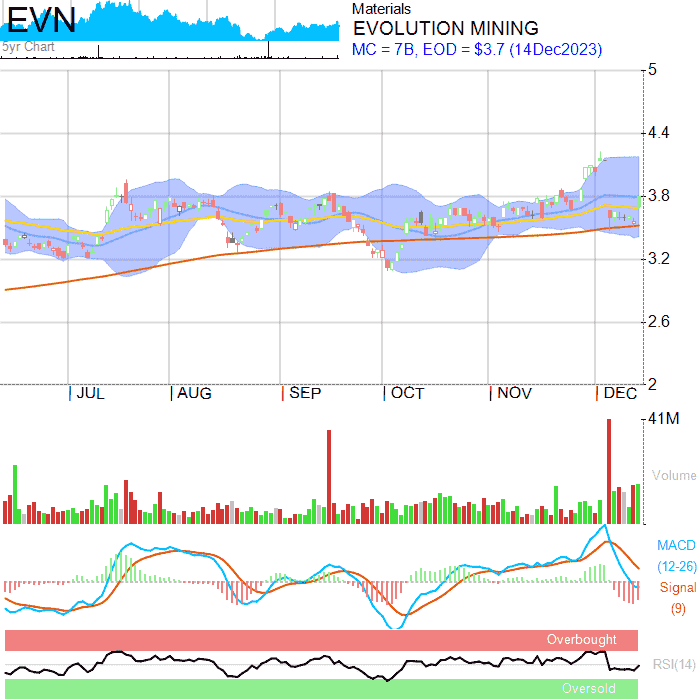 EVN
Materials
EVOLUTION MINING
MC = 7B, EOD = $3.7 (14Dec2023)
5yr Chart
5
4.4
3.8
3.2
2.6
2
JUL AUG SEP OCT NOV DEC
41M
Volume
MACD
(12-26)
Signal
(9)
Overbought
RSI(14)
Oversold